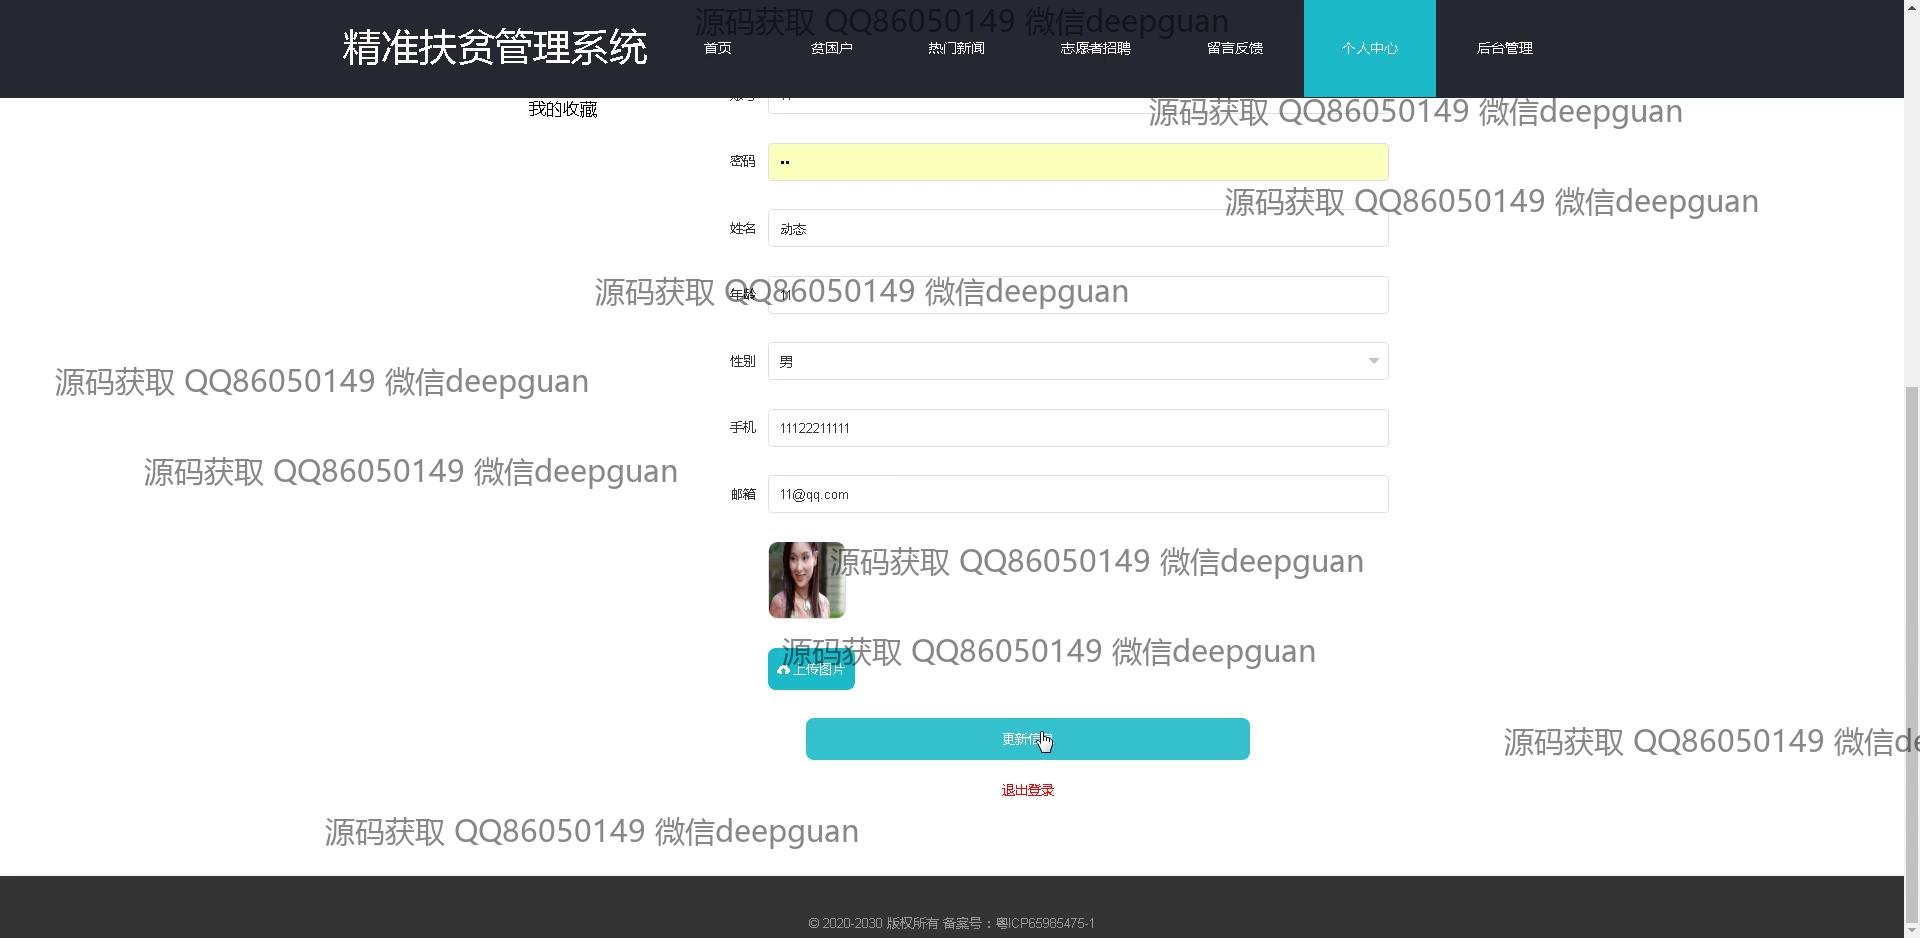 源码获取 QQ86050149 微信deepguan
精准扶贫管理系统 首页 贫困户 热门新闻 志愿者招聘 留言反馈 个人中心 后台管理
我的收藏
源码获取 QQ86050149 微信deepguan
密码 ••
源码获取 QQ86050149 微信deepguan
姓名 动态
源码获取 QQ86050149 微信deepguan
年龄 11
性别 男
源码获取 QQ86050149 微信deepguan
手机 11122211111
源码获取 QQ86050149 微信deepguan
邮箱 11@qq.com
源码获取 QQ86050149 微信deepguan
源码获取 QQ86050149 微信deepguan
上传图片
更新信
源码获取 QQ86050149 微信de
退出登录
源码获取 QQ86050149 微信deepguan
© 2020-2030 版权所有 备案号：粤ICP65985475-1